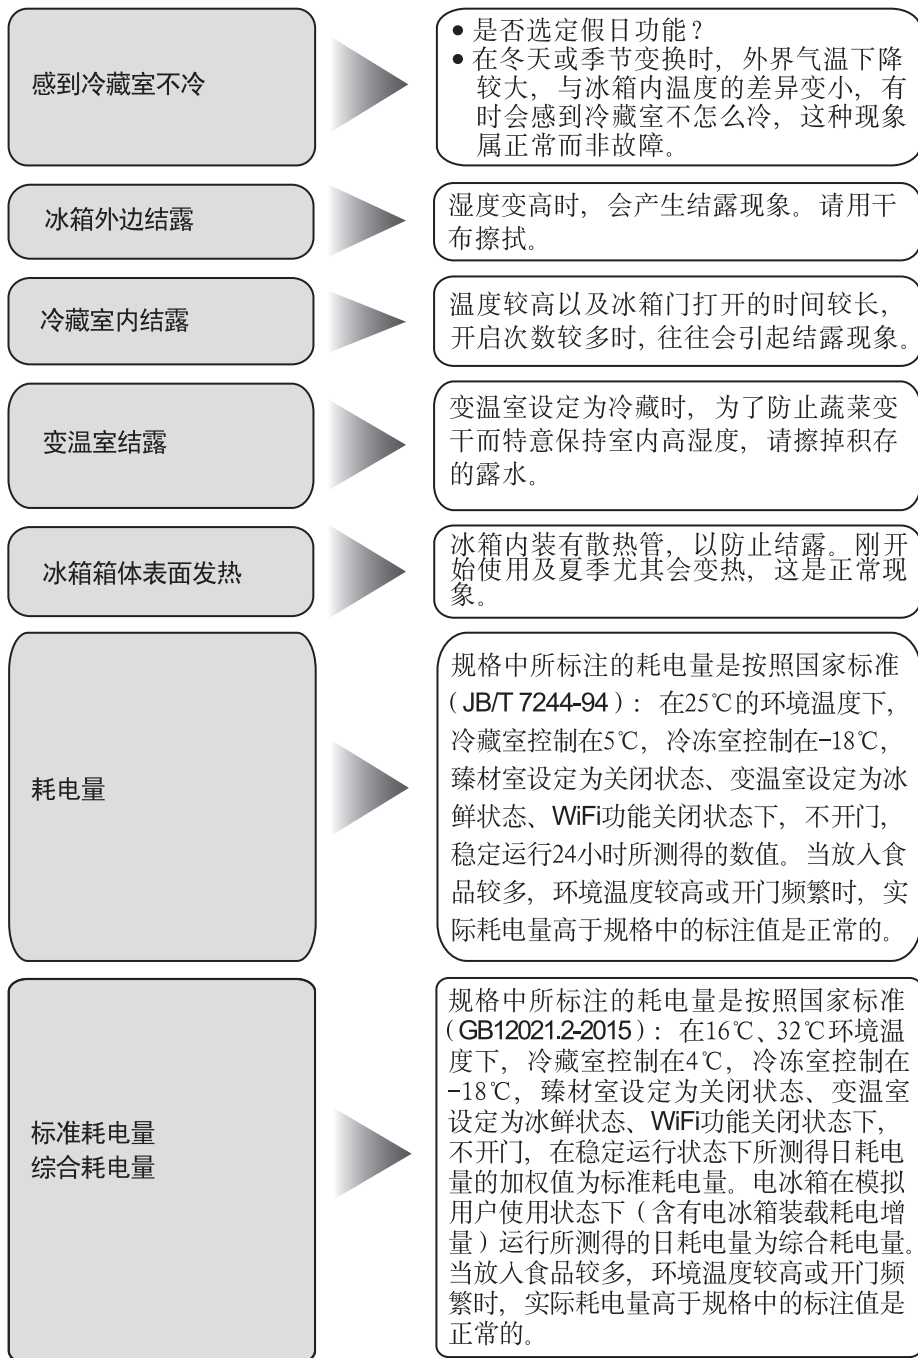 感到冷藏室不冷
● 是否选定假日功能？
● 在冬天或季节变换时，外界气温下降
较大，与冰箱内温度的差异变小，有
时会感到冷藏室不怎么冷，这种现象
属正常而非故障。
冰箱外边结露
湿度变高时，会产生结露现象。请用干
布擦拭。
冷藏室内结露
温度较高以及冰箱门打开的时间较长，
开启次数较多时，往往会引起结露现象。
变温室结露
变温室设定为冷藏时，为了防止蔬菜变
干而特意保持室内高湿度，请擦掉积存
的露水。
冰箱箱体表面发热
冰箱内装有散热管，以防止结露。刚开
始使用及夏季尤其会变热，这是正常现
象。
耗电量
规格中所标注的耗电量是按照国家标准
（JB/T 7244-94）：在25℃的环境温度下，
冷藏室控制在5℃，冷冻室控制在-18℃，
臻材室设定为关闭状态、变温室设定为冰
鲜状态、WiFi功能关闭状态下，不开门，
稳定运行24小时所测得的数值。当放入食
品较多，环境温度较高或开门频繁时，实
际耗电量高于规格中的标注值是正常的。
标准耗电量
综合耗电量
规格中所标注的耗电量是按照国家标准
（GB12021.2-2015）：在16℃、32℃环境温
度下，冷藏室控制在4℃，冷冻室控制在
-18℃，臻材室设定为关闭状态、变温室
设定为冰鲜状态、WiFi功能关闭状态下，
不开门，在稳定运行状态下所测得日耗电
量的加权值为标准耗电量。电冰箱在模拟
用户使用状态下（含有电冰箱装载耗电增
量）运行所测得的日耗电量为综合耗电量。
当放入食品较多，环境温度较高或开门频
繁时，实际耗电量高于规格中的标注值是
正常的。